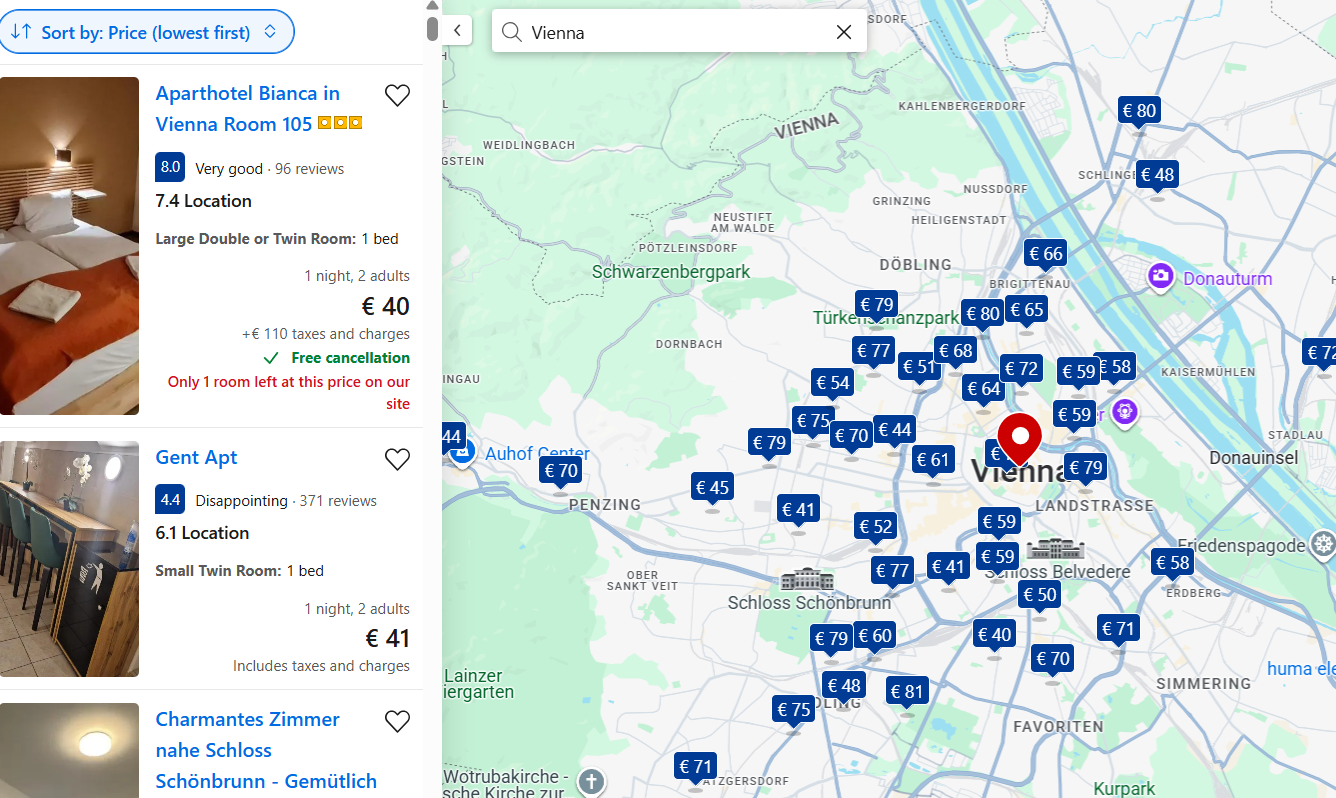 Sort by: Price (lowest first)
Aparthotel Bianca in
Vienna Room 105
8.0 Very good · 96 reviews
7.4 Location
Large Double or Twin Room: 1 bed
1 night, 2 adults
€ 40
+€ 110 taxes and charges
Free cancellation
Only 1 room left at this price on our
site
Gent Apt
4.4 Disappointing · 371 reviews
6.1 Location
Small Twin Room: 1 bed
1 night, 2 adults
€ 41
Includes taxes and charges
Charmantes Zimmer
nahe Schloss
Schönbrunn - Gemütlich
Vienna
KAHLENBERGERDORF
€ 80
VIENNA
WEIDLINGBACH
SCHLING
€ 48
NUSSDORF
GRINZING
NEUSTIFT
AM WALDE
HEILIGENSTADT
PÖTZLEINSDORF
€ 66
DÖBLING
Schwarzenbergpark
BRIGITTENAU
Donauturm
€ 79
Türkenschanzpark
€ 80
€ 65
DORNBACH
€ 77
€ 68
€ 51
€ 72
€ 59
€ 58
€ 72
KAISERMÜHLEN
€ 54
€ 64
€ 75
€ 59
€ 44
€ 70
€ 79
44
STADLAU
Auhof Center
€ 61
Vienna
€ 79
Donauinsel
€ 70
€ 45
PENZING
€ 41
LANDSTRASSE
€ 52
€ 59
Friedenspagode
€ 59
€ 41
€ 77
Schloss Belvedere
€ 58
OBER
SANKT VEIT
Schloss Schönbrunn
€ 50
ERDBERG
€ 79
€ 60
€ 40
€ 71
€ 70
Lainzer
iergarten
€ 48
€ 81
SIMMERING
huma ele
€ 75
DLING
FAVORITEN
€ 71
ATZGERSDORF
Wotrubakirche -
sche Kirche zur
Kurpark